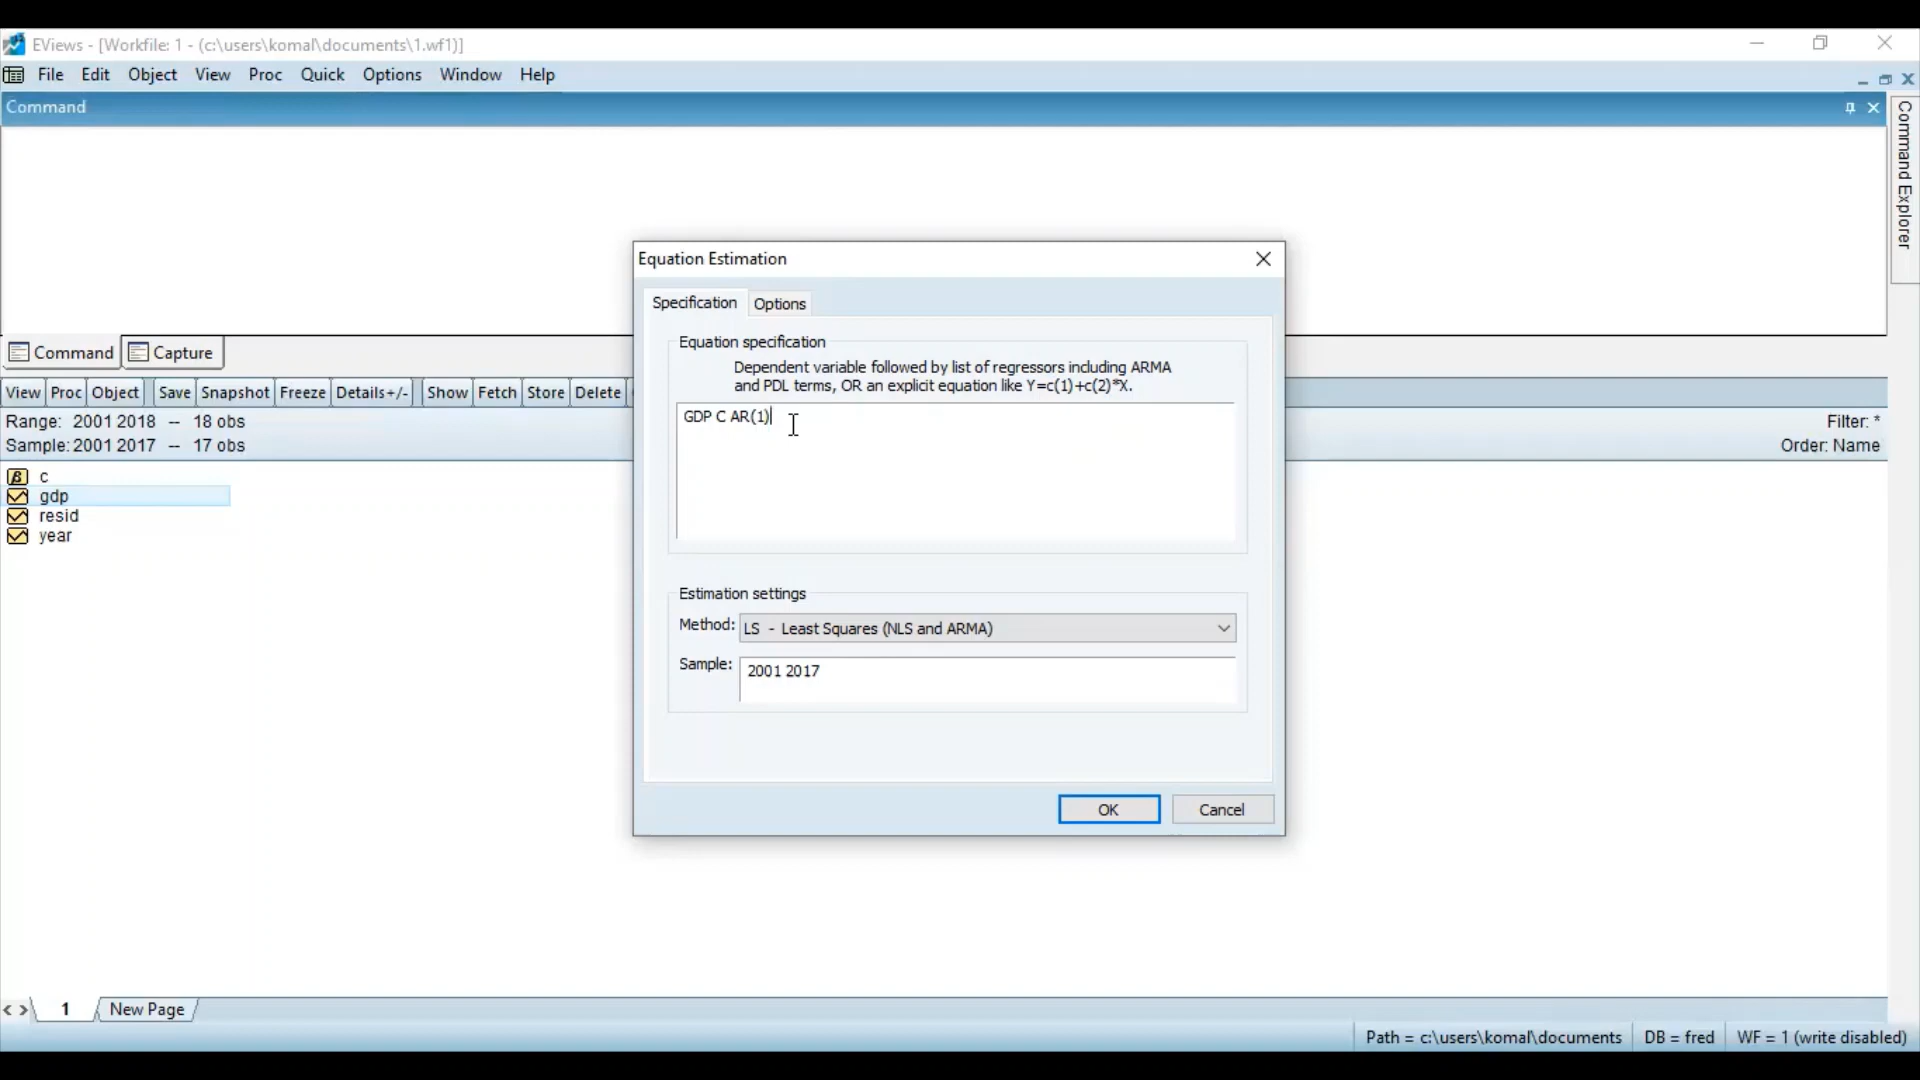 EViews - [Workfile: 1 - (c:\users\komal\documents\1.wf1)]
File Edit Object View Proc Quick Options Window Help
Command
Command Explorer
Equation Estimation
Specification Options
Equation specification
Dependent variable followed by list of regressors including ARMA
and PDL terms, OR an explicit equation like Y=c(1)+c(2)*X.
GDP C AR(1)
Estimation settings
Method: LS - Least Squares (NLS and ARMA)
Sample: 2001 2017
OK Cancel
Command Capture
View Proc Object Save Snapshot Freeze Details+/- Show Fetch Store Delete
Range: 2001 2018 -- 18 obs Filter: *
Sample: 2001 2017 -- 17 obs Order: Name
c
gdp
resid
year
1 New Page
Path = c:\users\komal\documents DB = fred WF = 1 (write disabled)